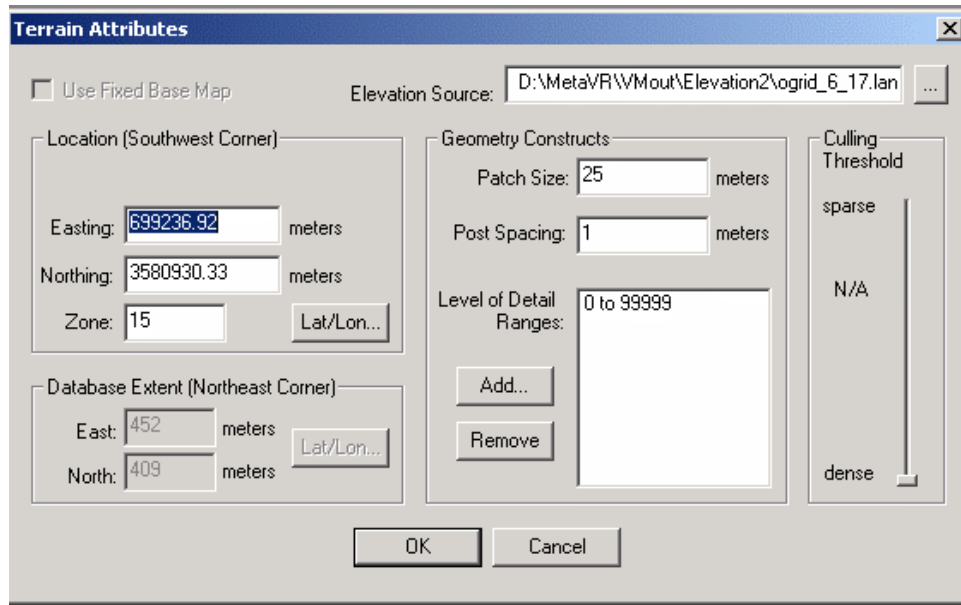 Terrain Attributes
Use Fixed Base Map
Elevation Source: D:\MetaVR\VMout\Elevation2\ogrid_6_17.lan ...
Location (Southwest Corner)
Easting: 699236.92 meters
Northing: 3580930.33 meters
Zone: 15 Lat/Lon...
Database Extent (Northeast Corner)
East: 452 meters
North: 409 meters
Lat/Lon...
Geometry Constructs
Patch Size: 25 meters
Post Spacing: 1 meters
Level of Detail
Ranges:
0 to 99999
Add...
Remove
Culling
Threshold
sparse
N/A
dense
OK Cancel